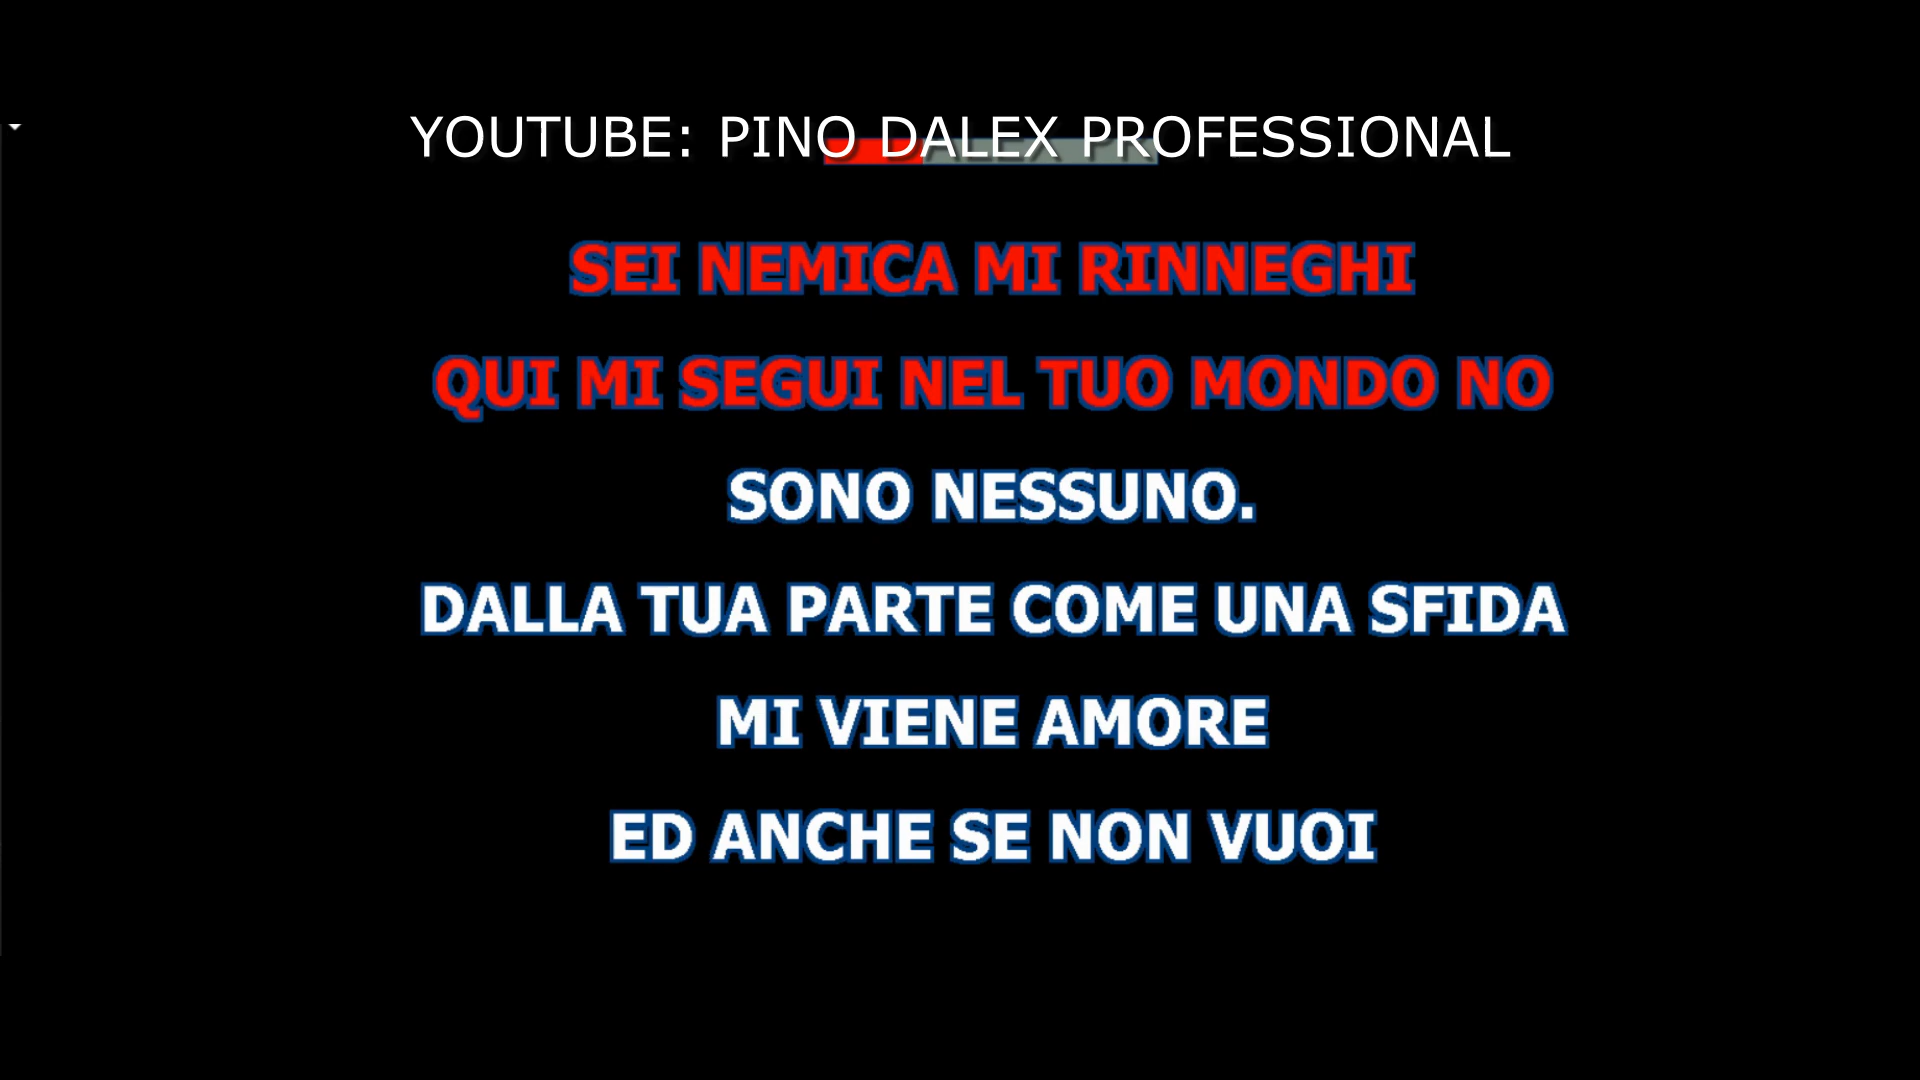 YOUTUBE: PINO DALEX PROFESSIONAL
SEI NEMICA MI RINNEGHI
QUI MI SEGUI NEL TUO MONDO NO
SONO NESSUNO.
DALLA TUA PARTE COME UNA SFIDA
MI VIENE AMORE
ED ANCHE SE NON VUOI